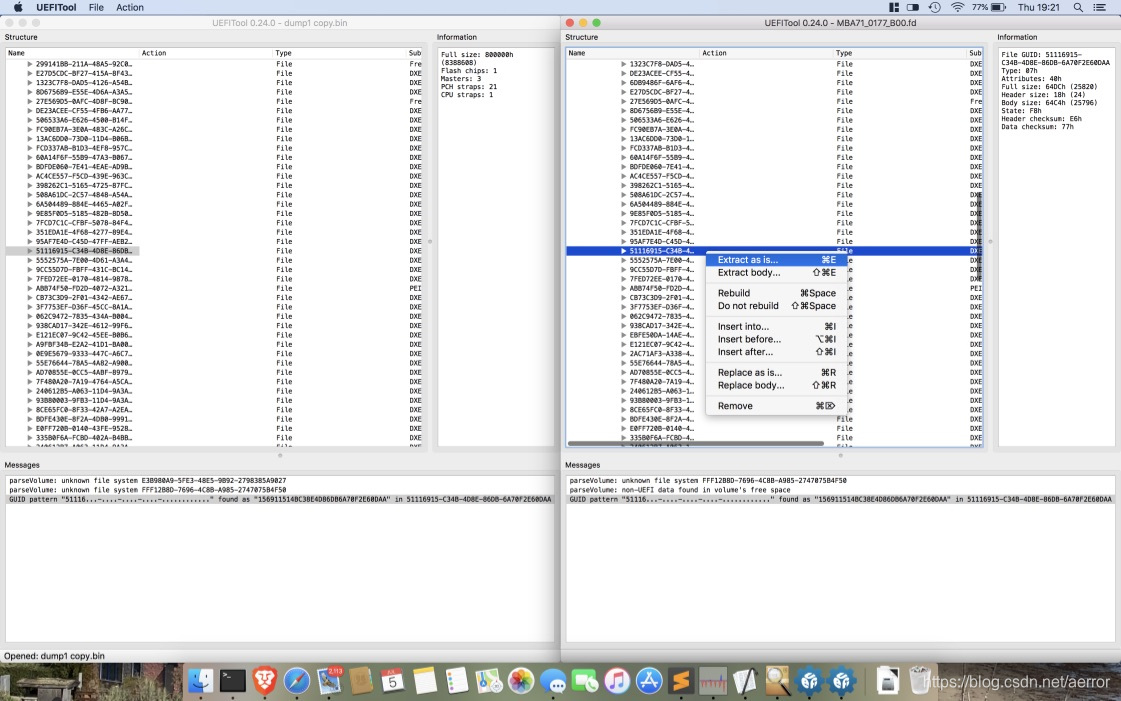 UEFITool File Action
77% Thu 19:21
UEFITool 0.24.0 - dump1 copy.bin
Structure
Name Action Type Sub
299141BB-211A-48A5-92C0… File Fre
E27D5CDC-BF27-415A-BF43… File DXE
1323C7F8-DAD5-4126-A54B… File DXE
8D6756B9-E55E-4D6A-A3A5… File DXE
27E569D5-0AFC-4D8F-8C90… File Fre
DE23ACEE-CF55-4FB6-AA77… File DXE
506533A6-E626-4500-B14F… File DXE
FC90EB7A-3E0A-483C-A26C… File DXE
13AC6DD0-73D0-11D4-B06B… File DXE
FCD337AB-B1D3-4EF8-957C… File DXE
60A14F6F-55B9-47A3-B067… File DXE
BDFDE060-7E41-4EAE-AD9B… File DXE
AC4CE557-F5CD-439E-963C… File DXE
398262C1-5165-4725-87FC… File DXE
508A61DC-2C57-4848-A54A… File DXE
6A504489-884E-4465-A02F… File DXE
9E85F0D5-5185-482B-8D50… File DXE
7FCD7C1C-CFBF-5078-84F4… File DXE
351EDA1E-4F68-4277-89E4… File DXE
95AF7E4D-C45D-47FF-AEB2… File DXE
51116915-C34B-4D8E-86DB… File DXE
5552575A-7E00-4D61-A3A4… File DXE
9CC55D7D-FBFF-431C-BC14… File DXE
7FED72EE-0170-4814-9878… File DXE
ABB74F50-FD2D-4072-A321… File PEI
CB73C3D9-2F01-4342-AE67… File DXE
3F7753EF-D36F-45CC-8A1A… File DXE
062C9472-7835-434A-B004… File DXE
938CAD17-342E-4612-99F6… File DXE
E121EC07-9C42-45EE-B0B6… File DXE
A9FBF34B-E2A2-41D1-BA00… File DXE
0E9E5679-9333-447C-A6C7… File DXE
55E76644-78A5-4A82-A900… File DXE
AD70855E-0CC5-4ABF-8979… File DXE
7F480A20-7A19-4764-A5CA… File DXE
240612B5-A063-11D4-9A3A… File DXE
93B80003-9FB3-11D4-9A3A… File DXE
8CE65FC0-8F33-42A7-A2EA… File DXE
BDFE430E-8F2A-4DB0-9991… File DXE
E0FF720B-0140-43FE-952B… File DXE
335B0F6A-FCBD-402A-B4BB… File DXE
Information
Full size: 800000h
(8388608)
Flash chips: 1
Masters: 3
PCH straps: 21
CPU straps: 1
Messages
parseVolume: unknown file system E3B980A9-5FE3-48E5-9B92-2798385A9027
parseVolume: unknown file system FFF12B8D-7696-4C8B-A985-2747075B4F50
GUID pattern "51116...-....-....-....-............" found as "156911514BC38E4D86DB6A70F2E60DAA" in 51116915-C34B-4D8E-86DB-6A70F2E60DAA
Opened: dump1 copy.bin
UEFITool 0.24.0 - MBA71_0177_B00.fd
Structure
Name Action Type Sub
1323C7F8-DAD5-4… File DXE
DE23ACEE-CF55-4… File DXE
6DB9486F-6AF6-4… File DXE
E27D5CDC-BF27-4… File DXE
27E569D5-0AFC-4… File Fre
8D6756B9-E55E-4… File DXE
506533A6-E626-4… File DXE
FC90EB7A-3E0A-4… File DXE
13AC6DD0-73D0-1… File DXE
FCD337AB-B1D3-4… File DXE
60A14F6F-55B9-4… File DXE
BDFDE060-7E41-4… File DXE
AC4CE557-F5CD-4… File DXE
398262C1-5165-4… File DXE
508A61DC-2C57-4… File DXE
6A504489-884E-4… File DXE
9E85F0D5-5185-4… File DXE
7FCD7C1C-CFBF-5… File DXE
351EDA1E-4F68-4… File DXE
95AF7E4D-C45D-4… File DXE
51116915-C34B-4… File DXE
5552575A-7E00-4… DXE
9CC55D7D-FBFF-4… DXE
7FED72EE-0170-4… DXE
ABB74F50-FD2D-4… PEI
CB73C3D9-2F01-4… DXE
3F7753EF-D36F-4… DXE
062C9472-7835-4… DXE
938CAD17-342E-4… DXE
EBFE50DA-14AE-4… DXE
E121EC07-9C42-4… DXE
2AC71AF3-A338-4… DXE
55E76644-78A5-4… DXE
AD70855E-0CC5-4… DXE
7F480A20-7A19-4… DXE
240612B5-A063-1… DXE
93B80003-9FB3-1… DXE
8CE65FC0-8F33-4… DXE
BDFE430E-8F2A-4… File DXE
E0FF720B-0140-4… File DXE
335B0F6A-FCBD-4… File DXE
Extract as is... ⌘E
Extract body... ⇧⌘E
Rebuild ⌘Space
Do not rebuild ⇧⌘Space
Insert into... ⌘I
Insert before... ⌥⌘I
Insert after... ⇧⌘I
Replace as is... ⌘R
Replace body... ⇧⌘R
Remove ⌘⌦
Information
File GUID: 51116915-
C34B-4D8E-86DB-6A70F2E60DAA
Type: 07h
Attributes: 40h
Full size: 64DCh (25820)
Header size: 18h (24)
Body size: 64C4h (25796)
State: F8h
Header checksum: E6h
Data checksum: 77h
Messages
parseVolume: unknown file system FFF12B8D-7696-4C8B-A985-2747075B4F50
parseVolume: non-UEFI data found in volume's free space
GUID pattern "51116...-....-....-....-............" found as "156911514BC38E4D86DB6A70F2E60DAA" in 51116915-C34B-4D8E-86DB-6A70F2E60DAA
https://blog.csdn.net/aerror